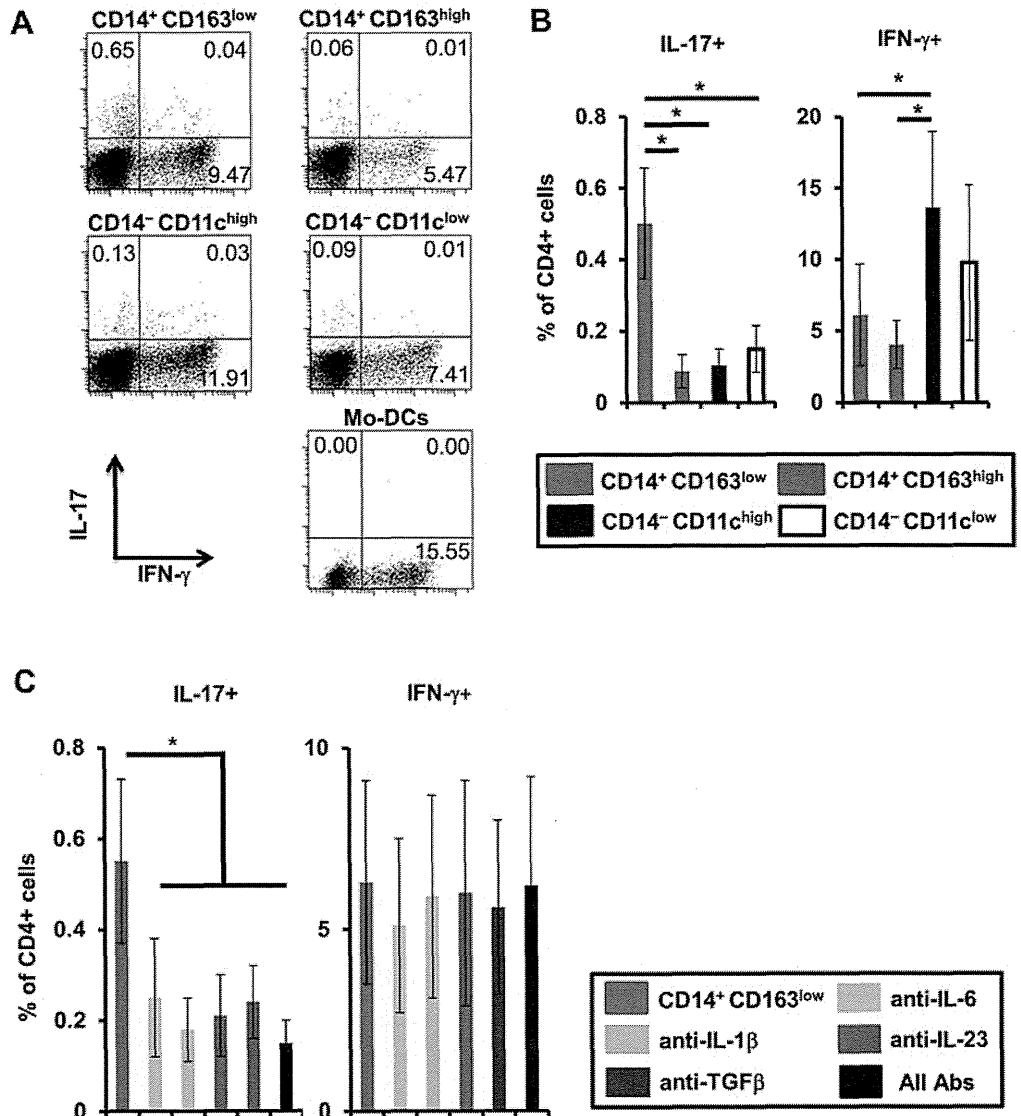 A
CD14⁺ CD163ˡᵒʷ
0.65 0.04
9.47
CD14⁺ CD163ʰⁱᵍʰ
0.06 0.01
5.47
CD14⁻ CD11cʰⁱᵍʰ
0.13 0.03
11.91
CD14⁻ CD11cˡᵒʷ
0.09 0.01
7.41
Mo-DCs
0.00 0.00
15.55
IL-17
IFN-γ
B
IL-17+
IFN-γ+
*
*
*
*
*
% of CD4+ cells
0.8
0.6
0.4
0.2
0
20
15
10
5
0
CD14⁺ CD163ˡᵒʷ
CD14⁺ CD163ʰⁱᵍʰ
CD14⁻ CD11cʰⁱᵍʰ
CD14⁻ CD11cˡᵒʷ
C
IL-17+
IFN-γ+
*
% of CD4+ cells
0.8
0.6
0.4
0.2
0
10
5
0
CD14⁺ CD163ˡᵒʷ
anti-IL-6
anti-IL-1β
anti-IL-23
anti-TGFβ
All Abs